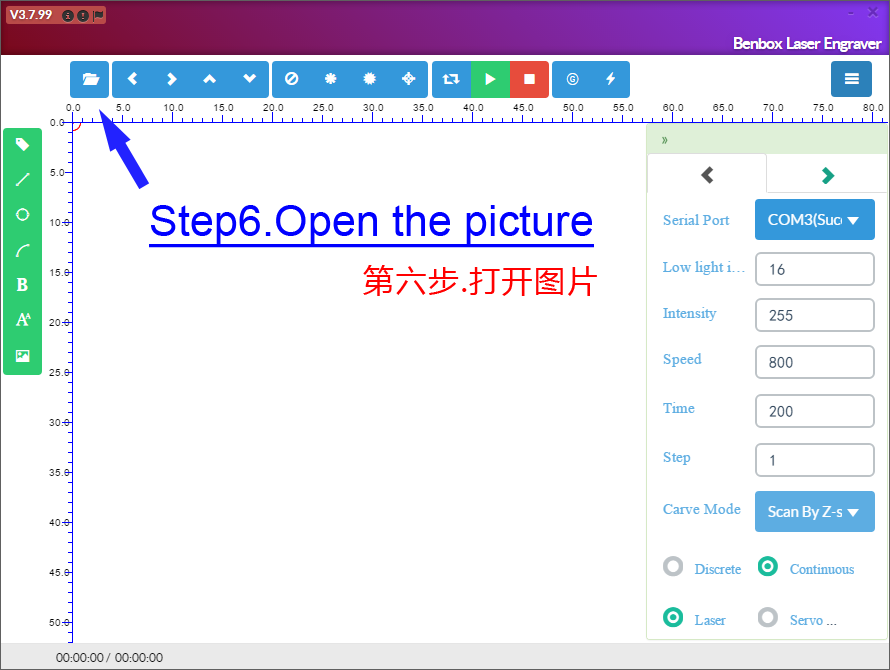 V3.7.99
Benbox Laser Engraver
0.0 5.0 10.0 15.0 20.0 25.0 30.0 35.0 40.0 45.0 50.0 55.0 60.0 65.0 70.0 75.0 80.0
0.0
5.0
10.0
15.0
20.0
25.0
30.0
35.0
40.0
45.0
50.0
B
AA
Step6.Open the picture
第六步.打开图片
»
Serial Port COM3(Suc
Low light i... 16
Intensity 255
Speed 800
Time 200
Step 1
Carve Mode Scan By Z-s
Discrete Continuous
Laser Servo ...
00:00:00 / 00:00:00